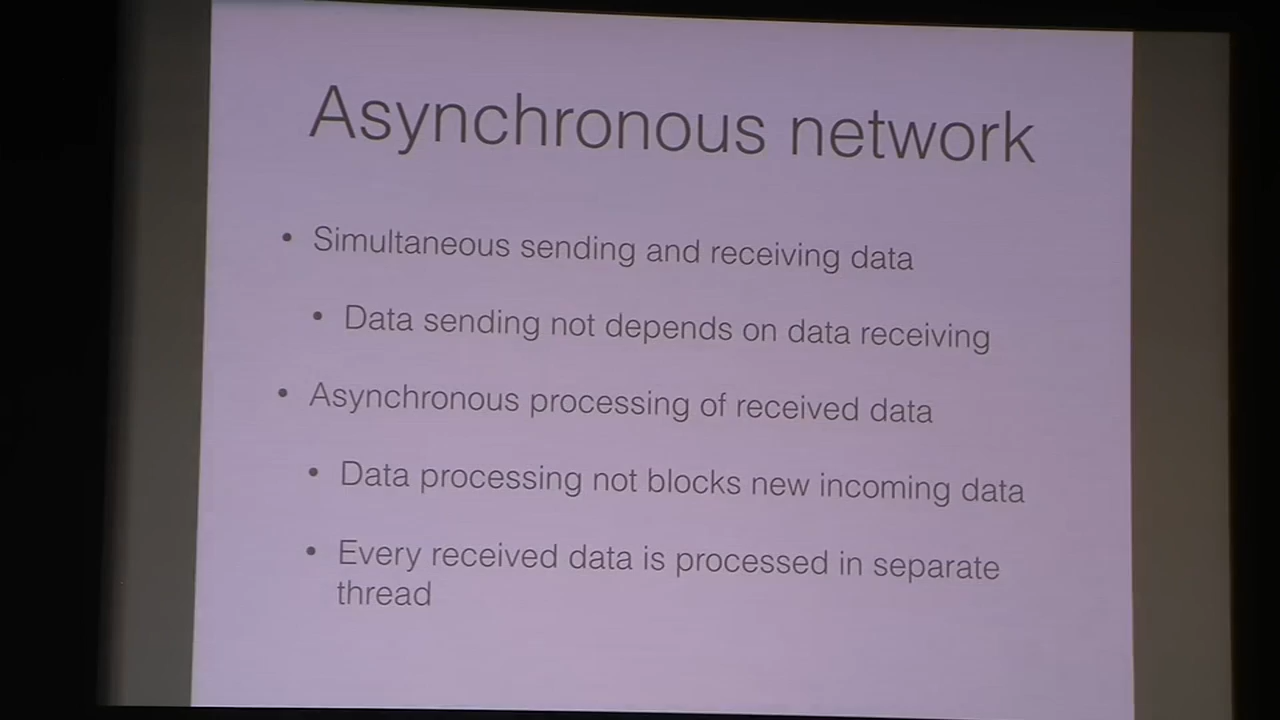 Asynchronous network
• Simultaneous sending and receiving data
• Data sending not depends on data receiving
• Asynchronous processing of received data
• Data processing not blocks new incoming data
• Every received data is processed in separate
thread